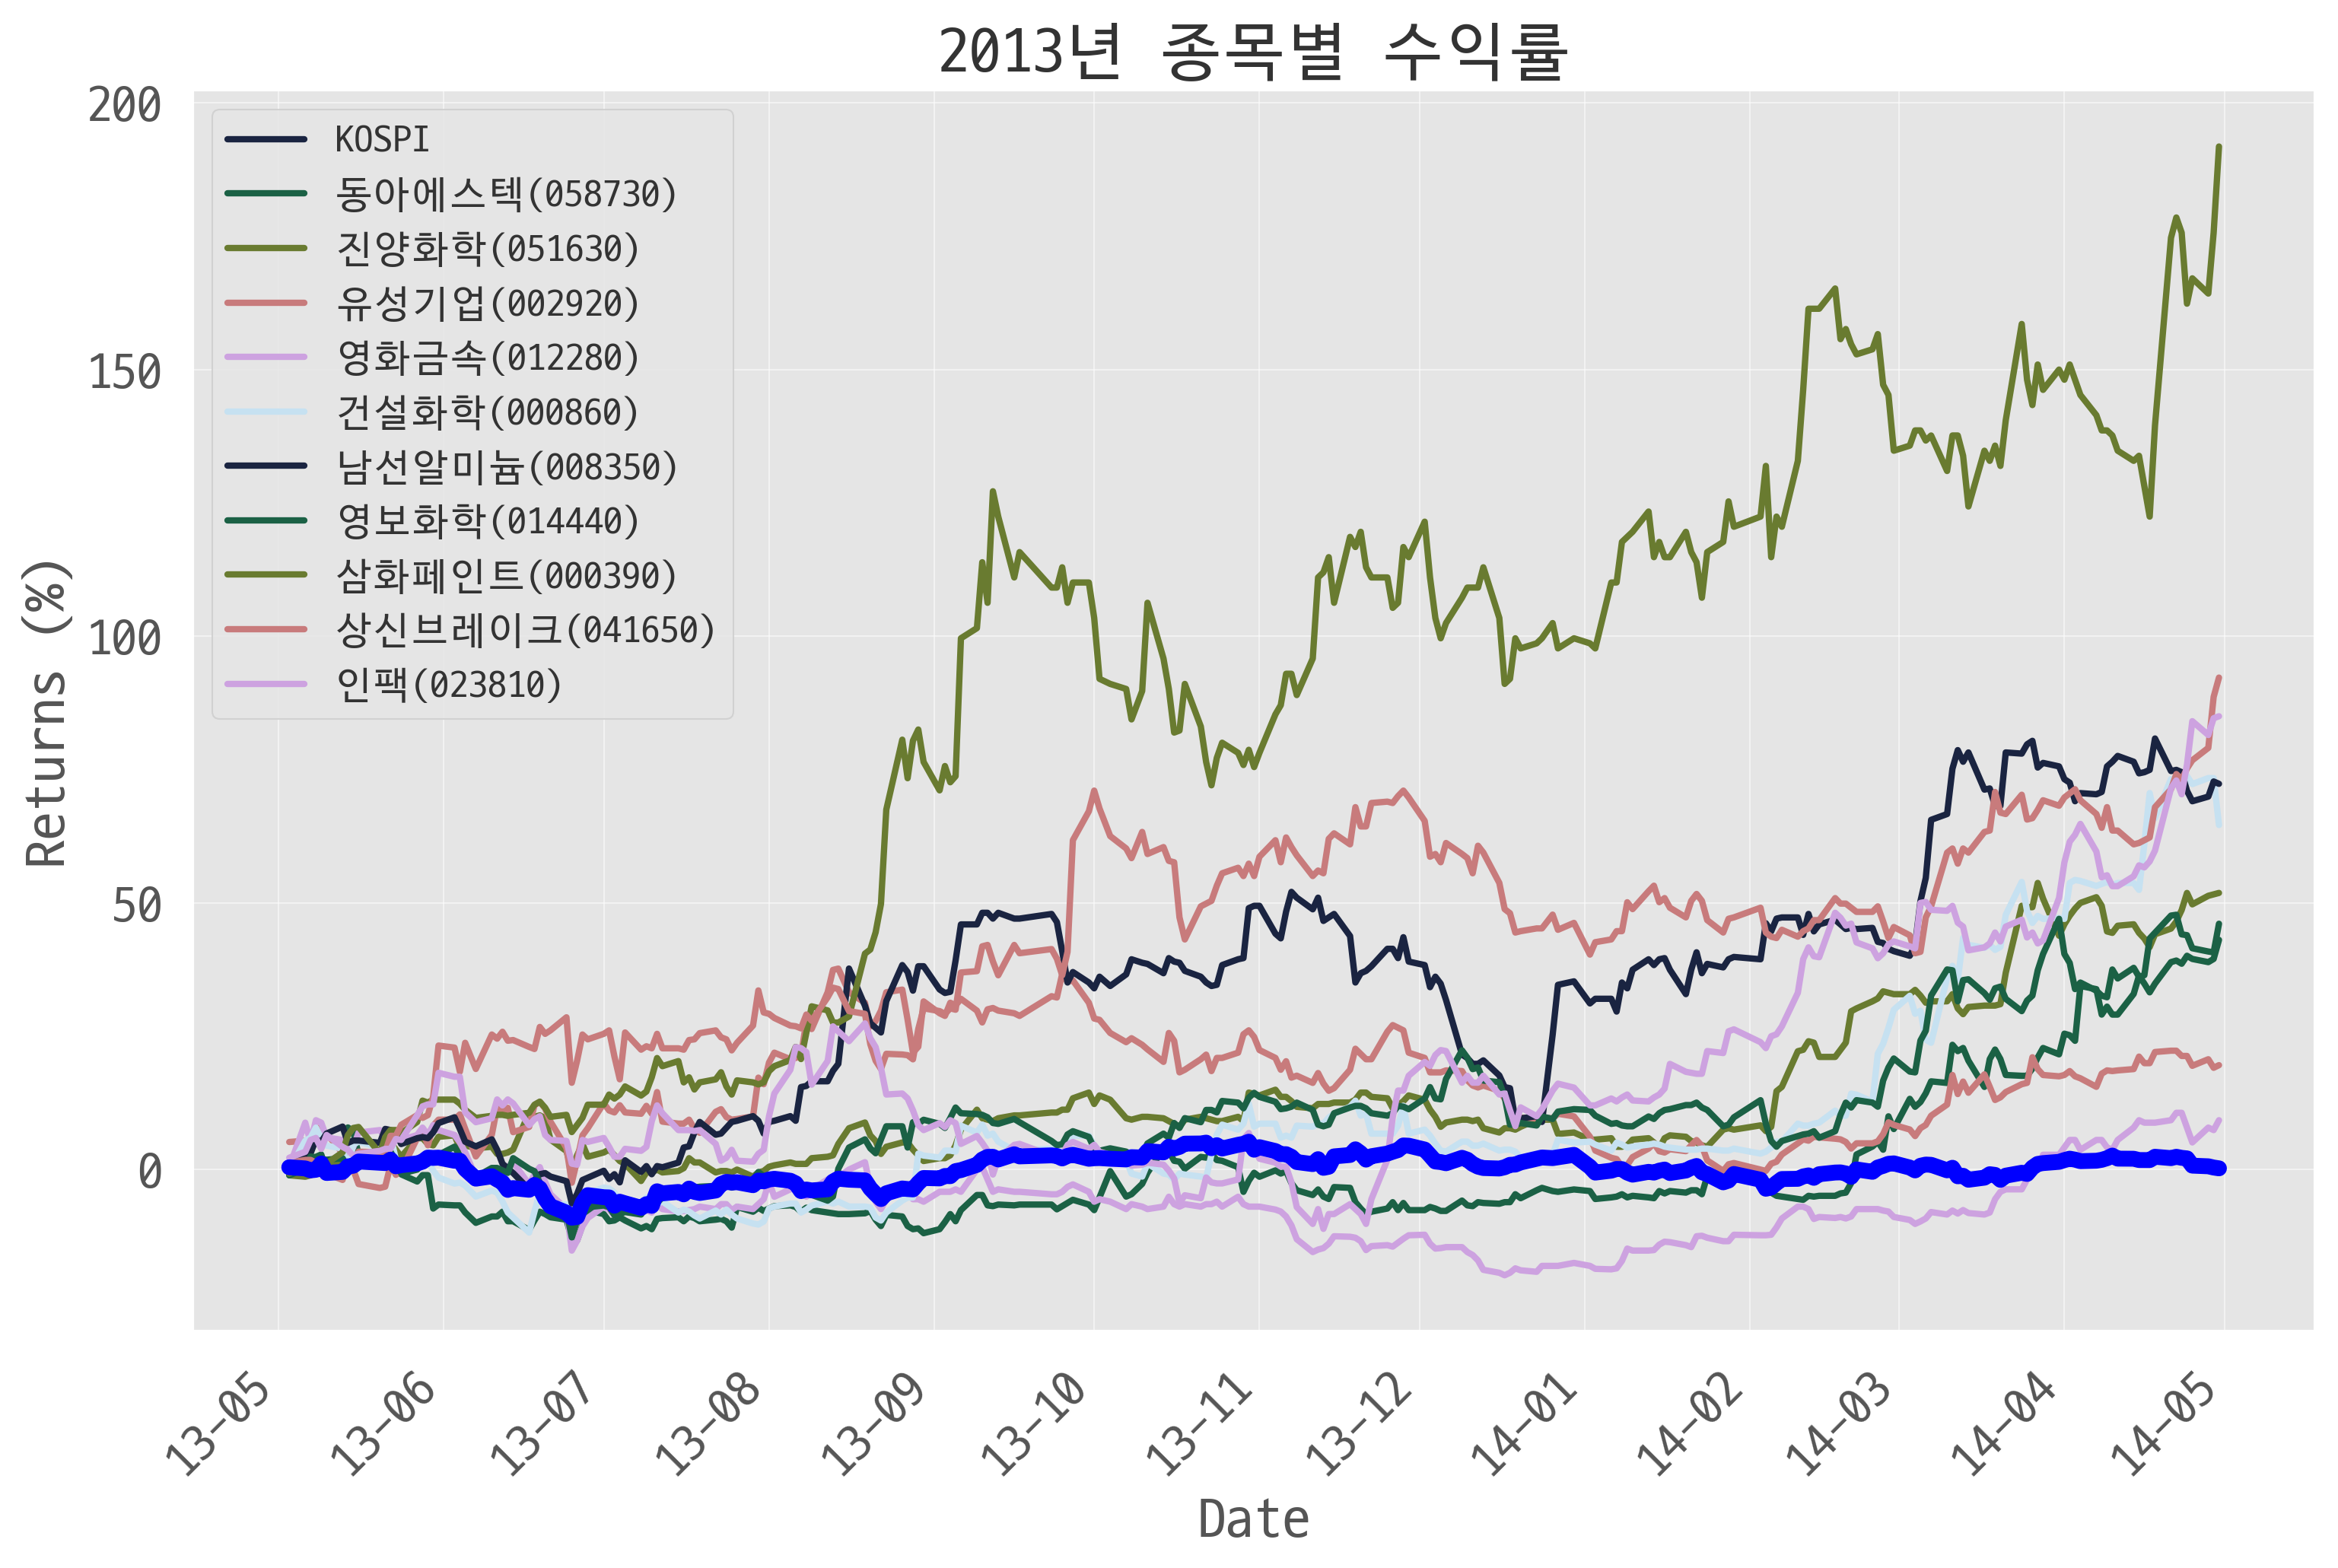 2013년 종목별 수익률
200
150
100
50
0
Returns (%)
KOSPI
동아에스텍(058730)
진양화학(051630)
유성기업(002920)
영화금속(012280)
건설화학(000860)
남선알미늄(008350)
영보화학(014440)
삼화페인트(000390)
상신브레이크(041650)
인팩(023810)
13-05
13-06
13-07
13-08
13-09
13-10
13-11
13-12
14-01
14-02
14-03
14-04
14-05
Date